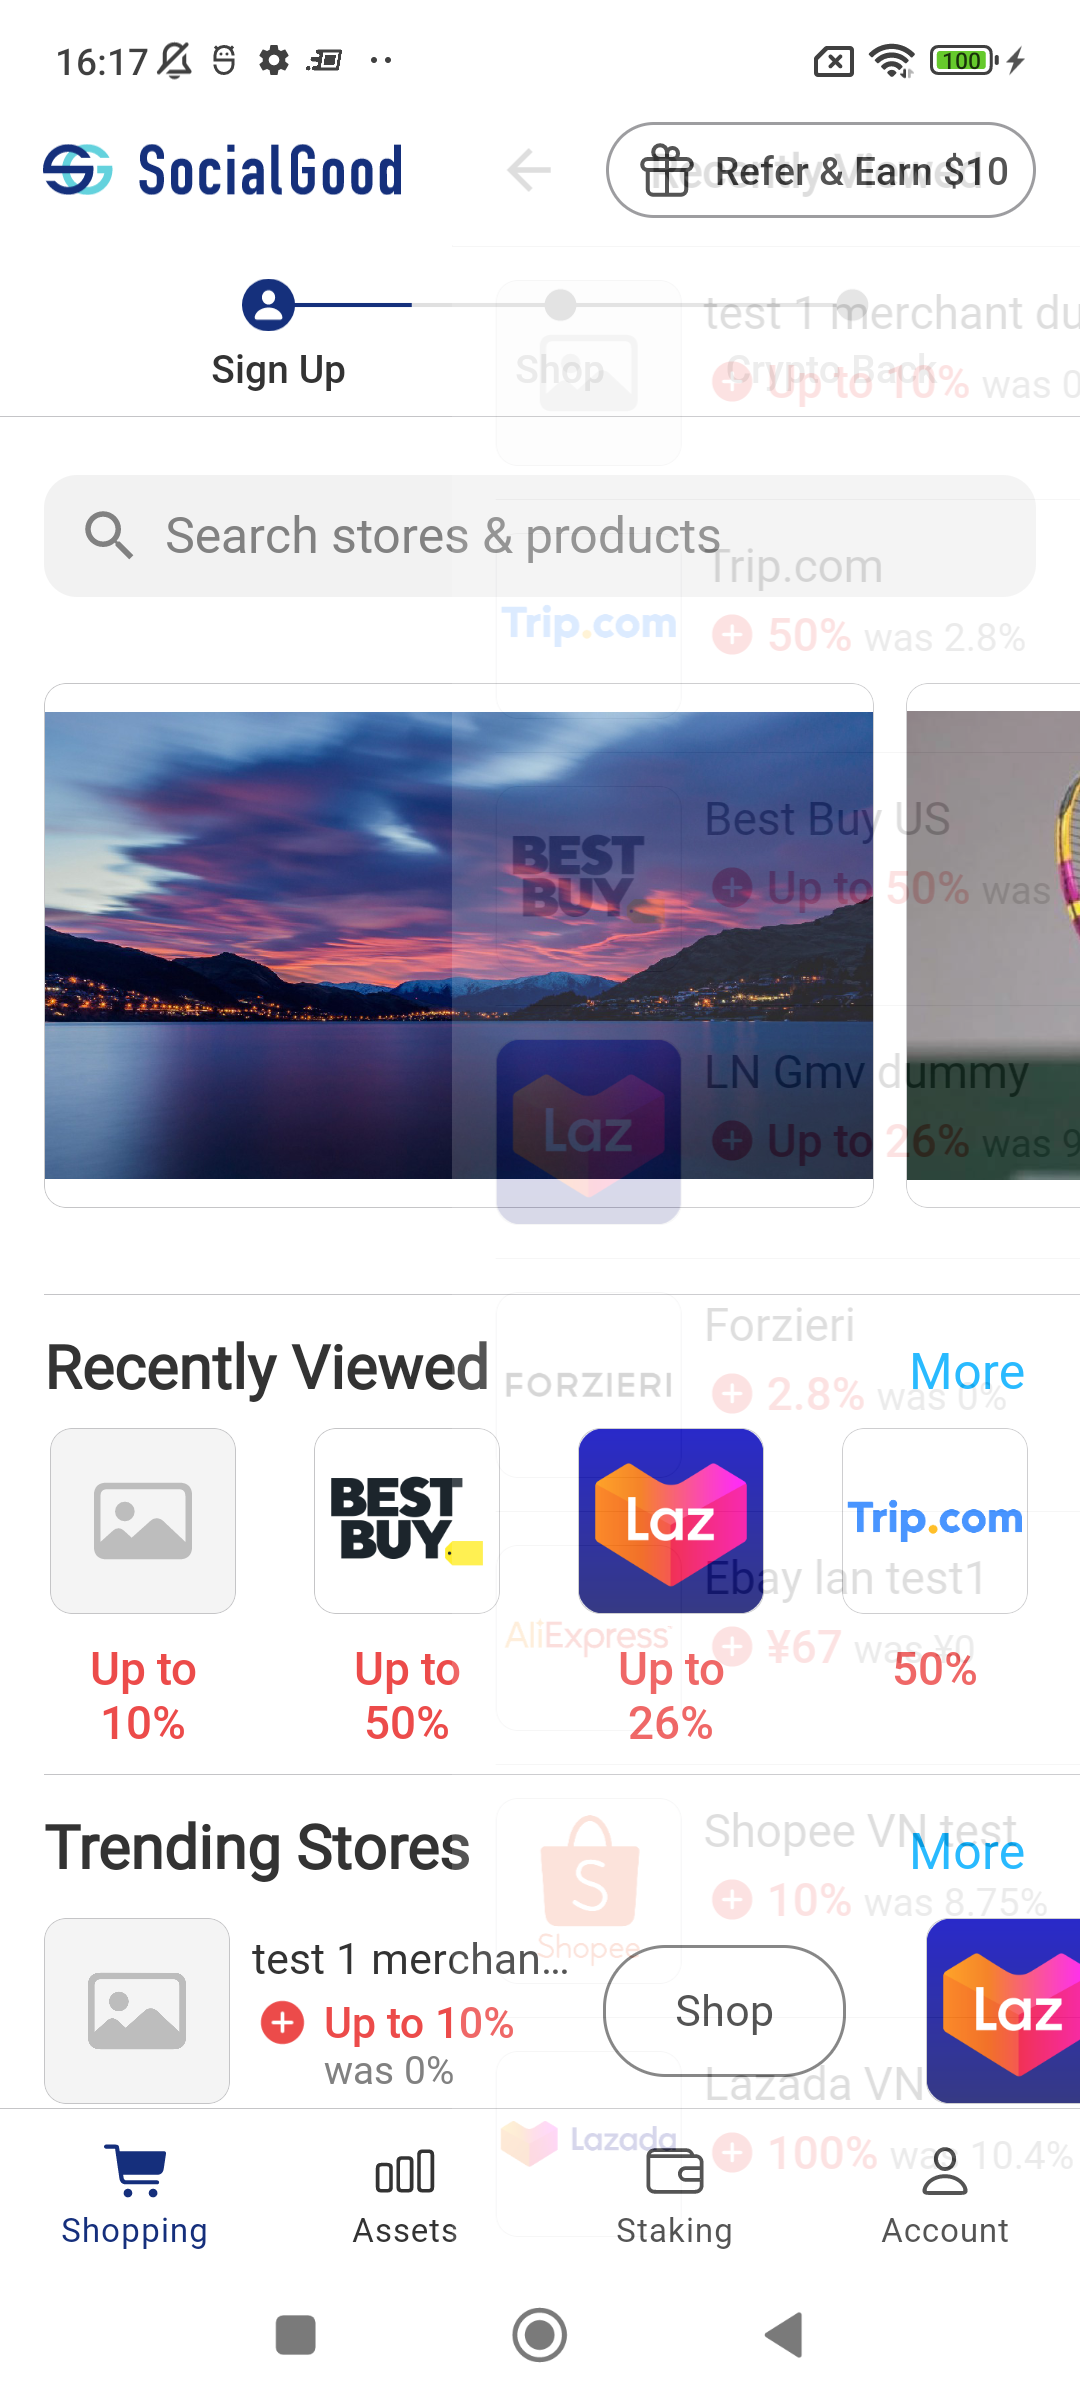 16:17
100
SocialGood
Refer & Earn $10
Recently Viewed
Sign Up
Shop
Crypto Back
test 1 merchant du
Up to 10% was 0
Search stores & products
Trip.com
Trip.com
50% was 2.8%
BEST BUY
Best Buy US
Up to 50% was
Laz
LN Gmv dummy
Up to 26% was 9
Forzieri
FORZIERI
2.8% was 0%
Recently Viewed
More
BEST
BUY
Laz
Trip.com
Ebay lan test1
AliExpress
¥67 was ¥0
Up to
10%
Up to
50%
Up to
26%
50%
Trending Stores
More
Shopee VN test
Shopee
10% was 8.75%
test 1 merchan...
Up to 10%
was 0%
Shop
Laz
Lazada VN
Lazada
100% was 10.4%
Shopping
Assets
Staking
Account